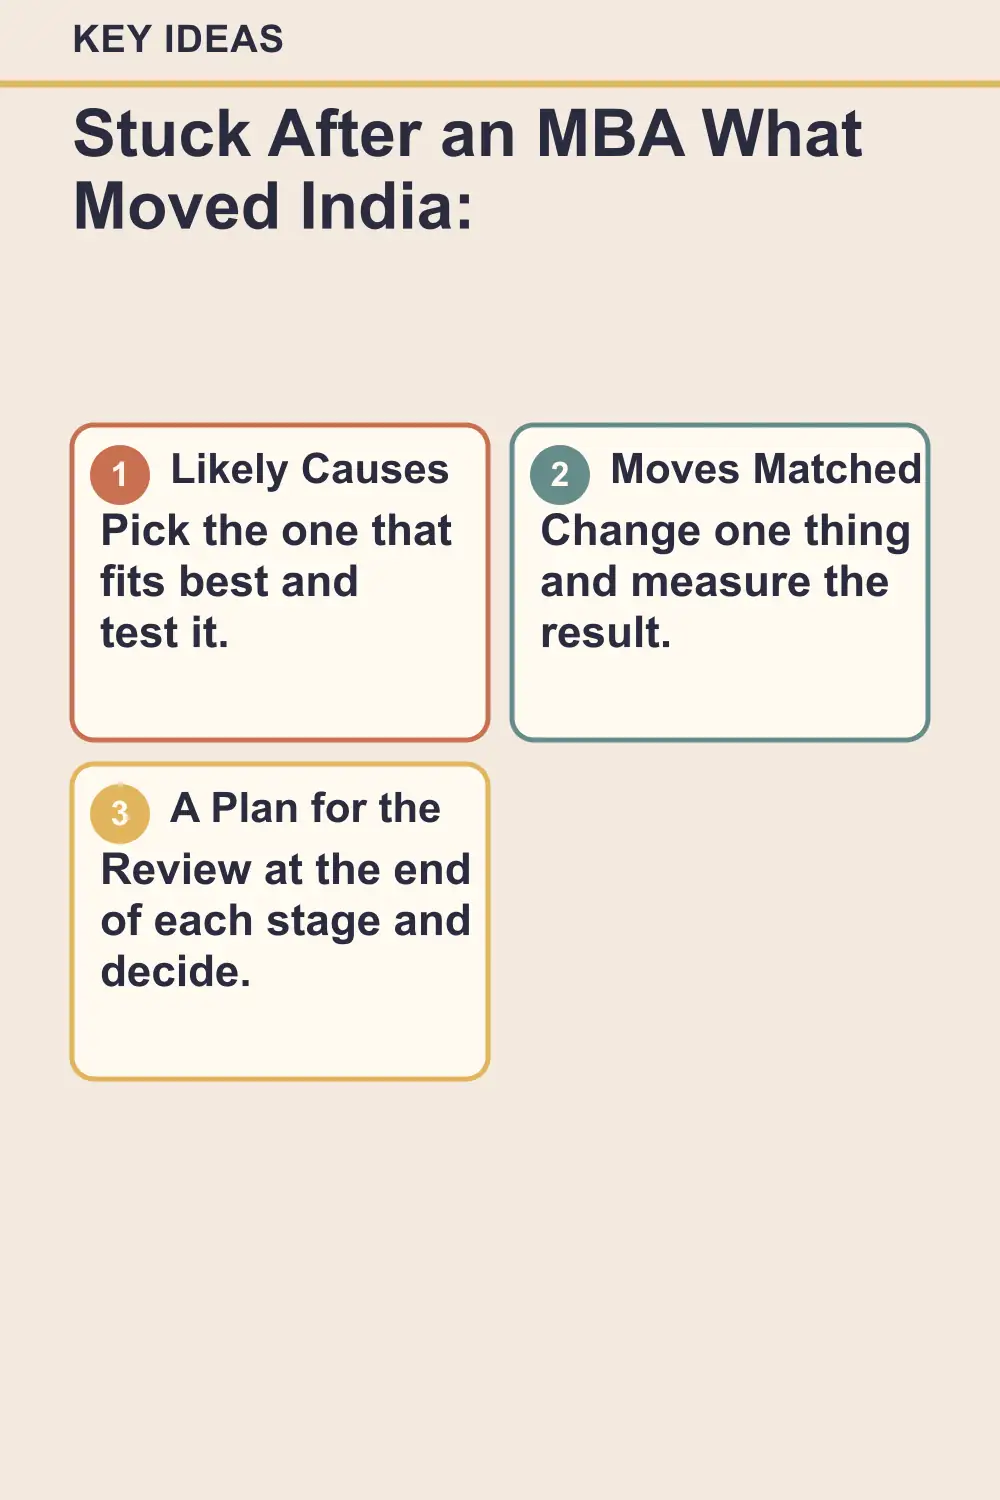 KEY IDEAS
Stuck After an MBA What
Moved India:
1 Likely Causes
Pick the one that
fits best and
test it.
2 Moves Matched
Change one thing
and measure the
result.
3 A Plan for the
Review at the end
of each stage and
decide.